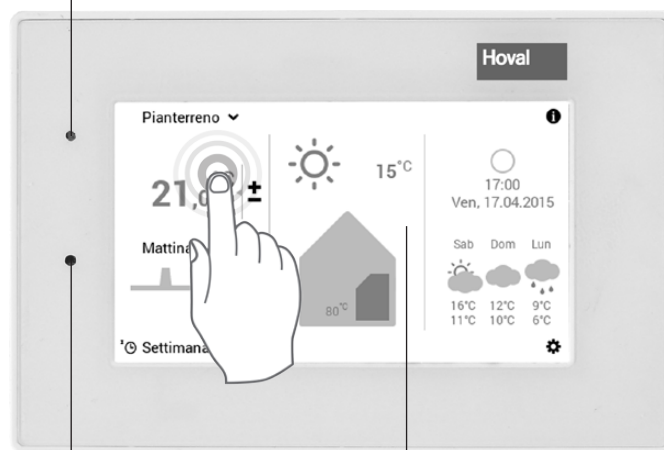 Hoval
Pianterreno
21,0
±
Mattina
Settimana
15°C
80°C
17:00
Ven, 17.04.2015
Sab Dom Lun
16°C 12°C 9°C
11°C 10°C 6°C